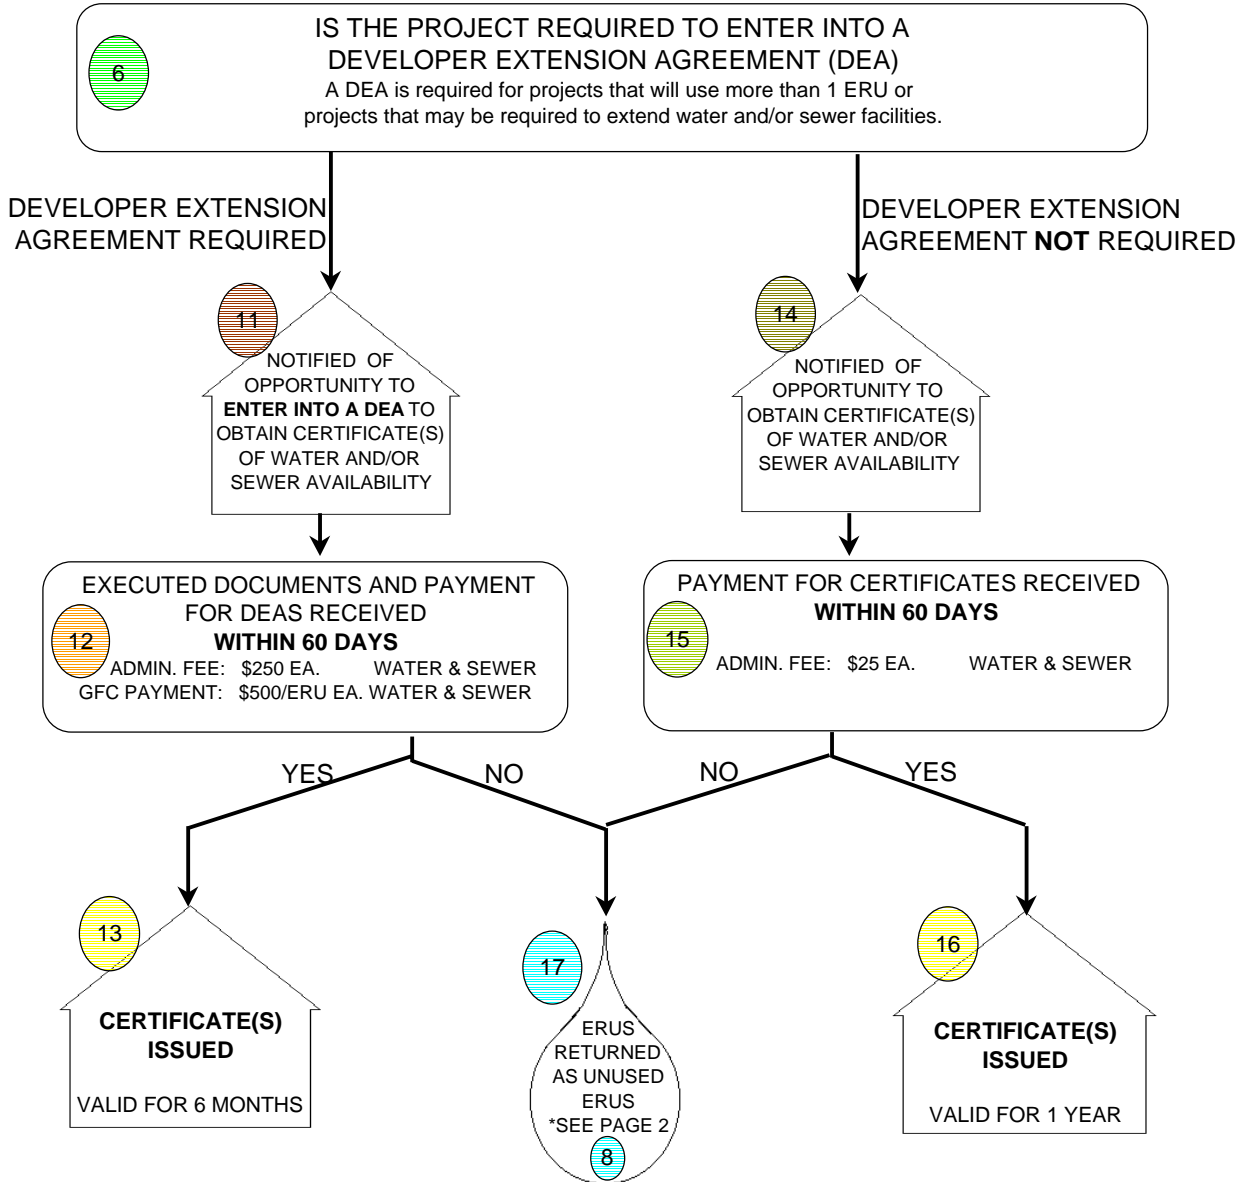 IS THE PROJECT REQUIRED TO ENTER INTO A
DEVELOPER EXTENSION AGREEMENT (DEA)
6
A DEA is required for projects that will use more than 1 ERU or
projects that may be required to extend water and/or sewer facilities.
DEVELOPER EXTENSION
AGREEMENT REQUIRED
DEVELOPER EXTENSION
AGREEMENT NOT REQUIRED
11
NOTIFIED OF
OPPORTUNITY TO
ENTER INTO A DEA TO
OBTAIN CERTIFICATE(S)
OF WATER AND/OR
SEWER AVAILABILITY
14
NOTIFIED OF
OPPORTUNITY TO
OBTAIN CERTIFICATE(S)
OF WATER AND/OR
SEWER AVAILABILITY
EXECUTED DOCUMENTS AND PAYMENT
FOR DEAS RECEIVED
12
WITHIN 60 DAYS
ADMIN. FEE: $250 EA. WATER & SEWER
GFC PAYMENT: $500/ERU EA. WATER & SEWER
PAYMENT FOR CERTIFICATES RECEIVED
WITHIN 60 DAYS
15
ADMIN. FEE: $25 EA. WATER & SEWER
YES
NO
NO
YES
13
CERTIFICATE(S)
ISSUED
VALID FOR 6 MONTHS
17
ERUS
RETURNED
AS UNUSED
ERUS
*SEE PAGE 2
8
16
CERTIFICATE(S)
ISSUED
VALID FOR 1 YEAR